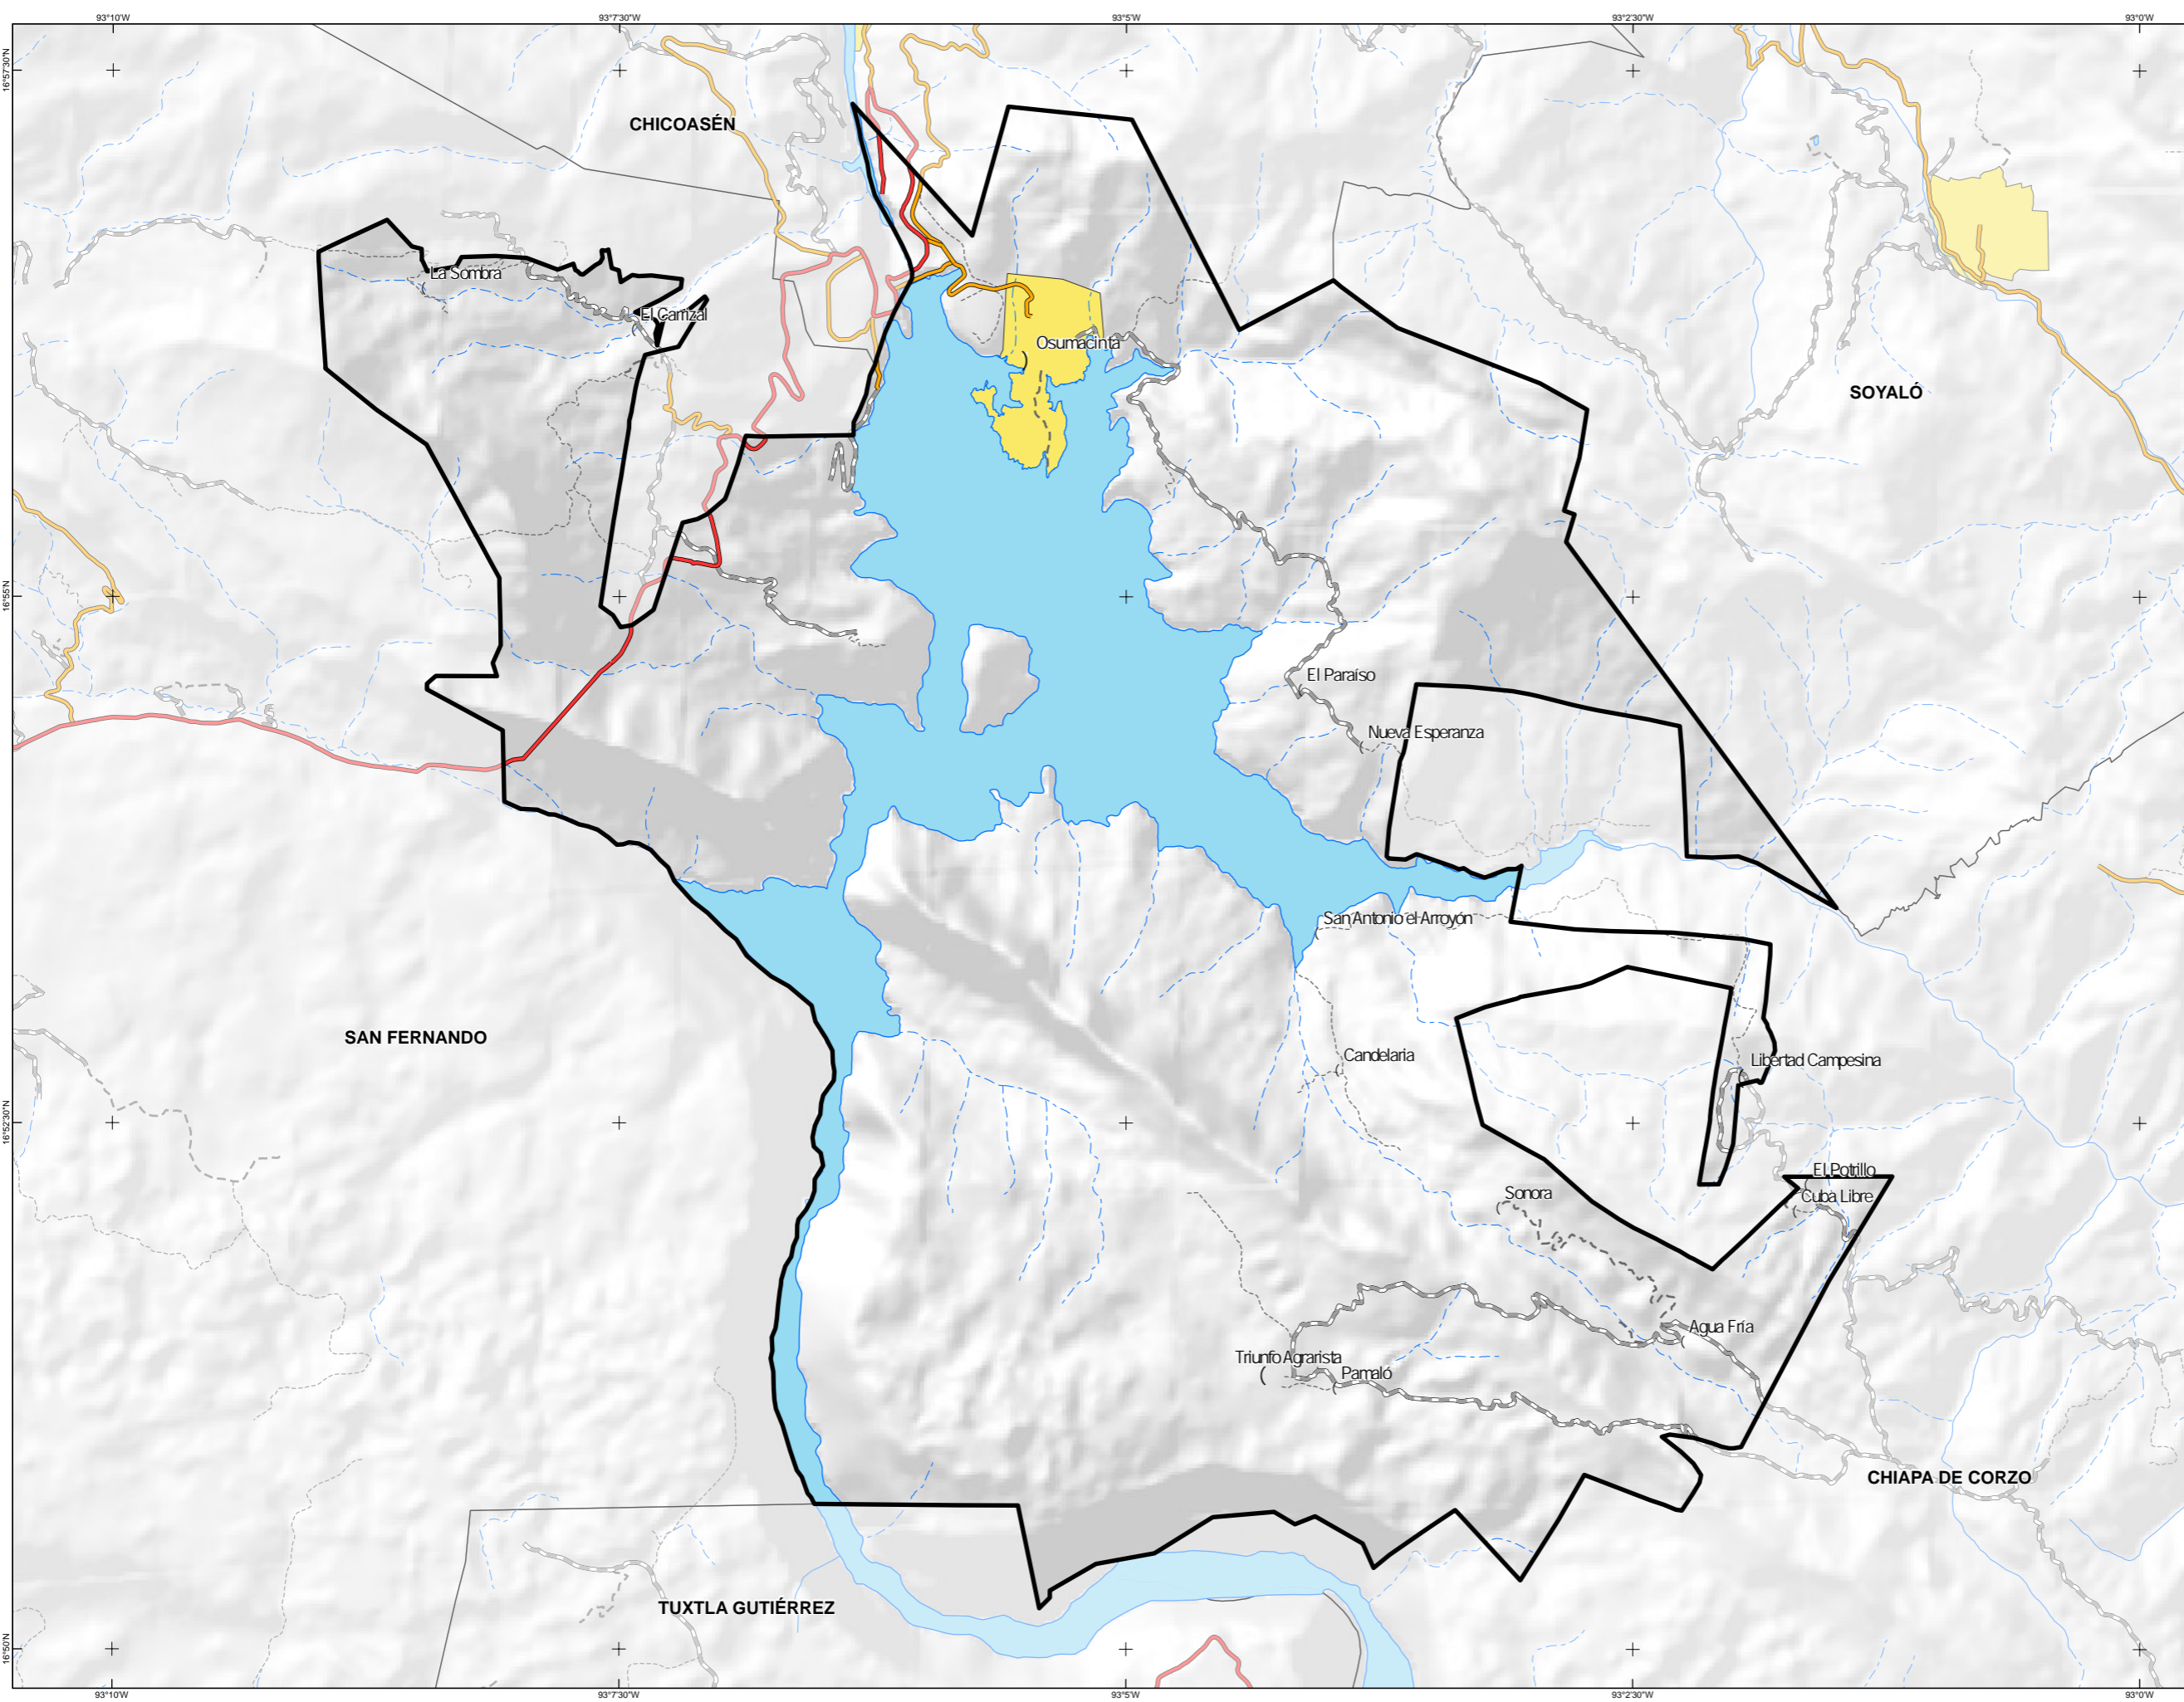 93°10'W
93°7'30"W
93°5'W
93°2'30"W
93°0'W
16°57'30"N
CHICOASÉN
La Sombra
El Carrizal
Osumacinta
SOYALÓ
16°55'N
El Paraíso
Nueva Esperanza
San Antonio el Arroyón
SAN FERNANDO
Candelaria
Libertad Campesina
16°52'30"N
El Potrillo
Sonora
Cuba Libre
Agua Fría
Triunfo Agrarista
Pamaló
CHIAPA DE CORZO
TUXTLA GUTIÉRREZ
16°50'N
93°10'W
93°7'30"W
93°5'W
93°2'30"W
93°0'W